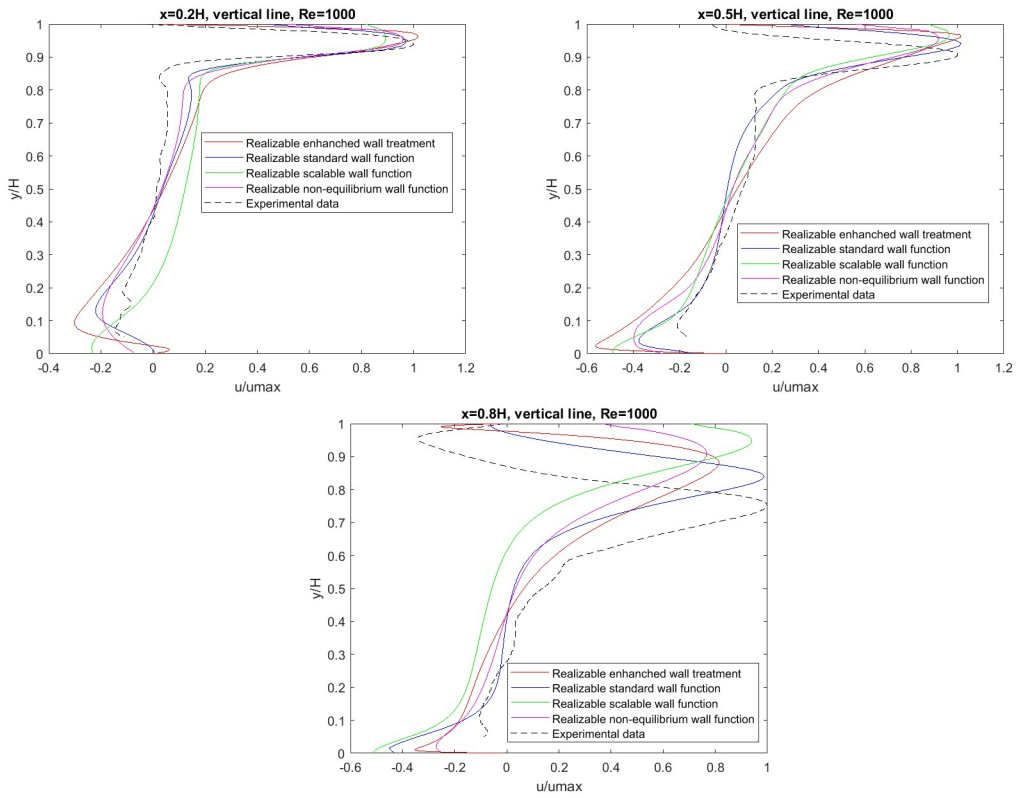 x=0.2H, vertical line, Re=1000
1
0.9
0.8
0.7
0.6
0.5
0.4
0.3
0.2
0.1
0
y/H
Realizable enhanched wall treatment
Realizable standard wall function
Realizable scalable wall function
Realizable non-equilibrium wall function
Experimental data
-0.4 -0.2 0 0.2 0.4 0.6 0.8 1 1.2
u/umax
x=0.5H, vertical line, Re=1000
1
0.9
0.8
0.7
0.6
0.5
0.4
0.3
0.2
0.1
0
y/H
Realizable enhanched wall treatment
Realizable standard wall function
Realizable scalable wall function
Realizable non-equilibrium wall function
Experimental data
-0.6 -0.4 -0.2 0 0.2 0.4 0.6 0.8 1 1.2
u/umax
x=0.8H, vertical line, Re=1000
1
0.9
0.8
0.7
0.6
0.5
0.4
0.3
0.2
0.1
0
y/H
Realizable enhanched wall treatment
Realizable standard wall function
Realizable scalable wall function
Realizable non-equilibrium wall function
Experimental data
-0.6 -0.4 -0.2 0 0.2 0.4 0.6 0.8 1
u/umax